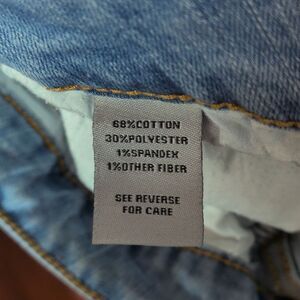 68%COTTON
30%POLYESTER
1%SPANDEX
1%OTHER FIBER
SEE REVERSE
FOR CARE